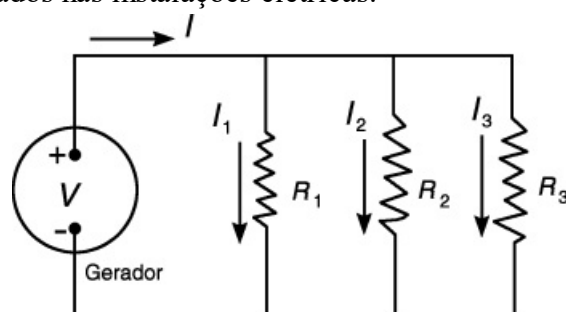 ados nas instalações elétricas.
I
I1 I2 I3
+
V R1 R2 R3
-
Gerador